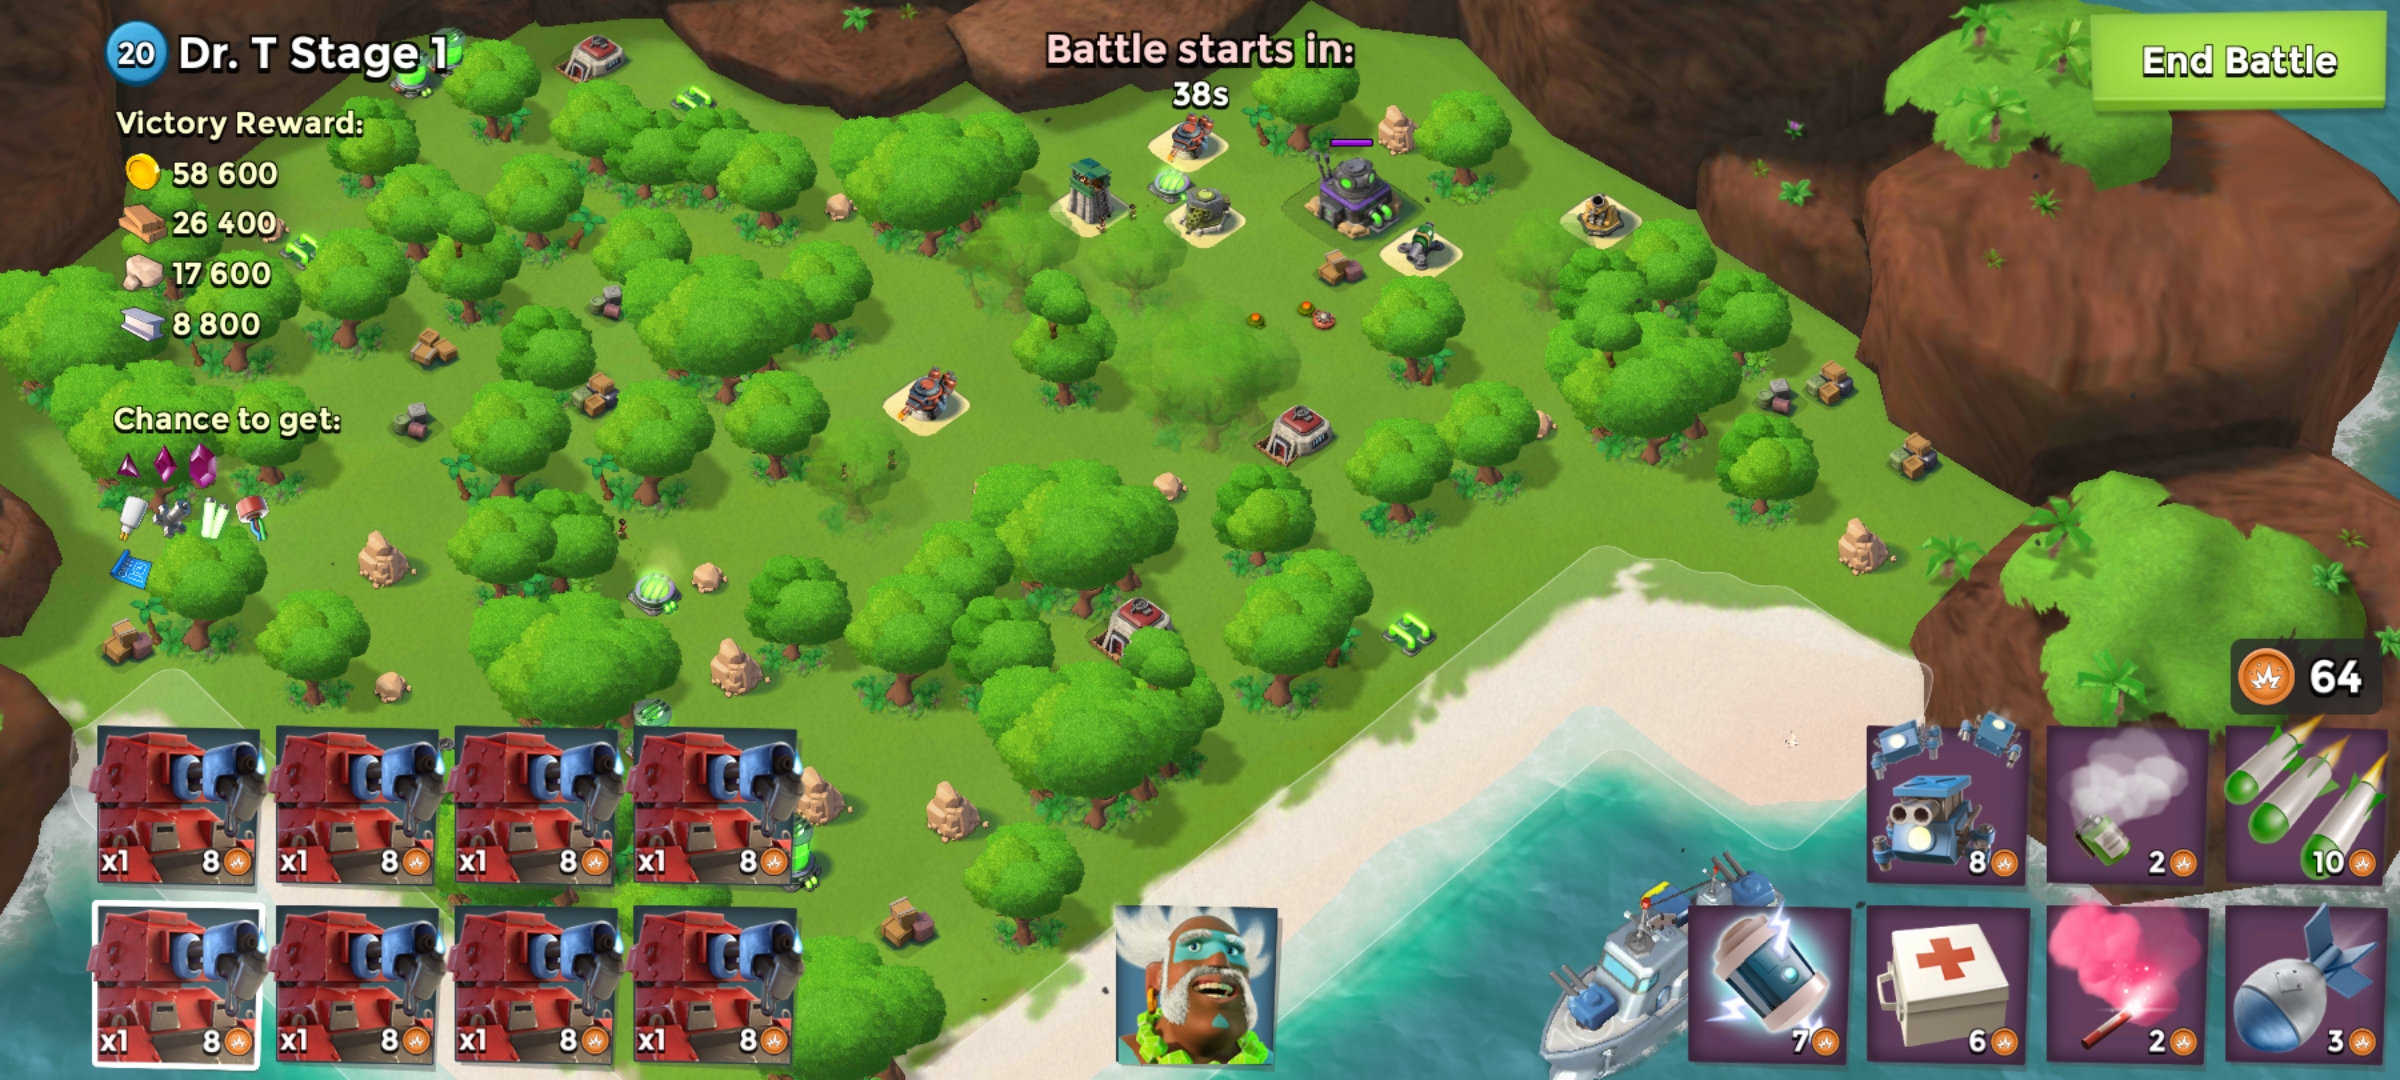 20 Dr. T Stage 1
Battle starts in:
38s
End Battle
Victory Reward:
58 600
26 400
17 600
8 800
Chance to get:
64
x1 8
x1 8
x1 8
x1 8
8
2
10
x1 8
x1 8
x1 8
x1 8
7
6
2
3